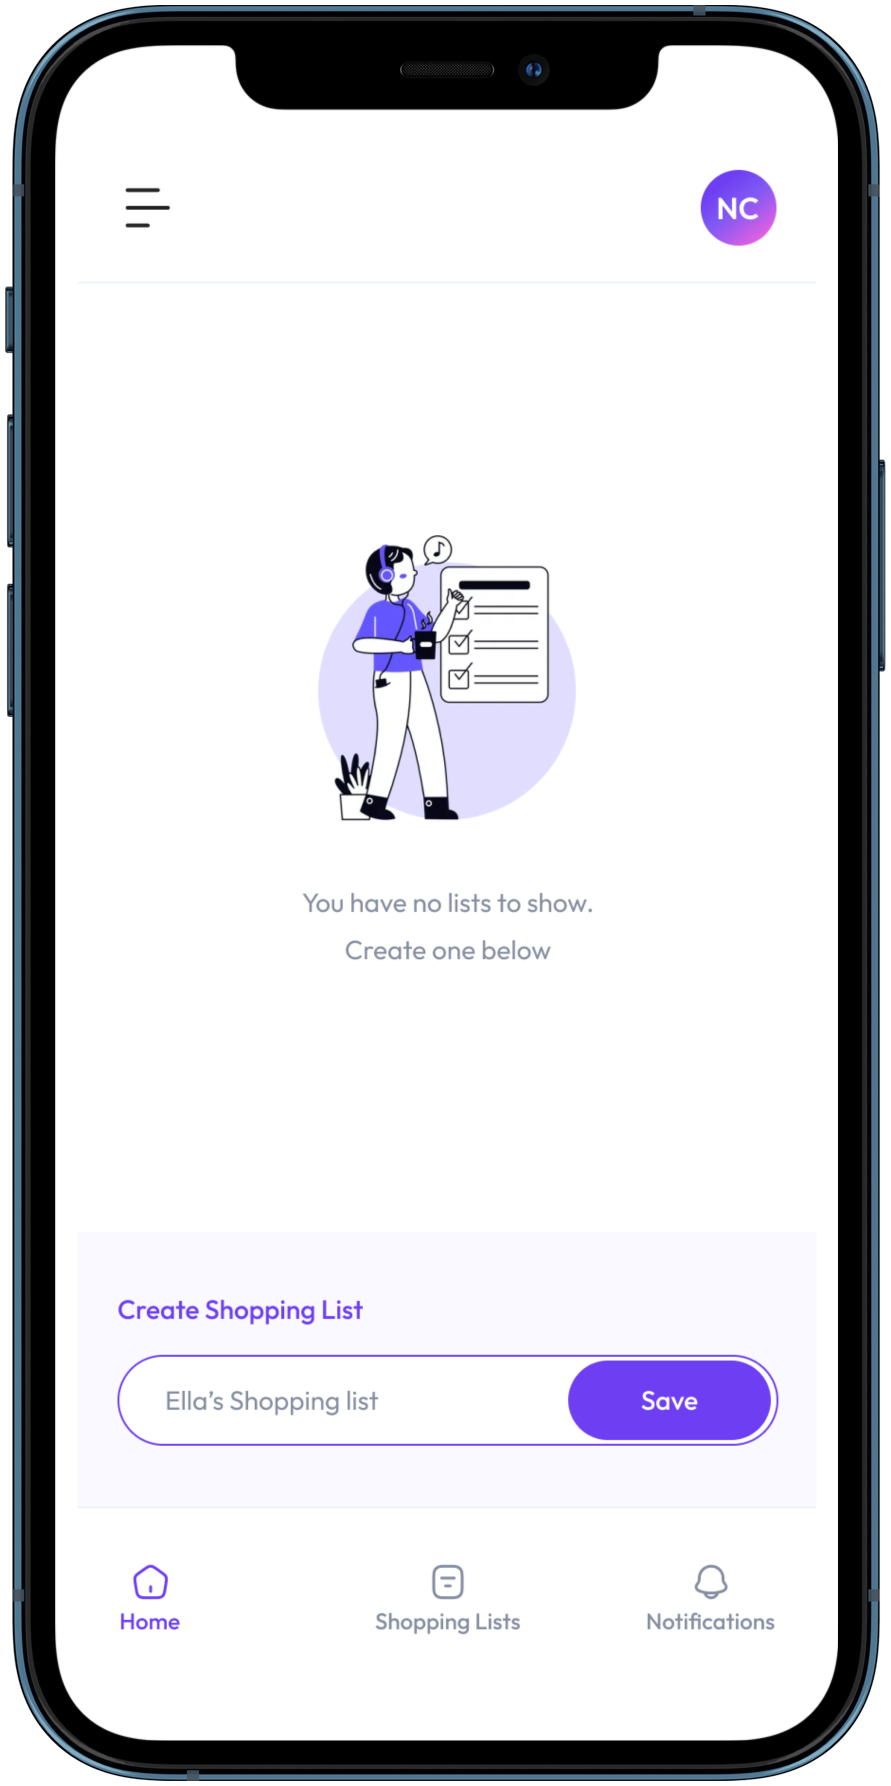 NC
You have no lists to show.
Create one below
Create Shopping List
Ella’s Shopping list
Save
Home
Shopping Lists
Notifications